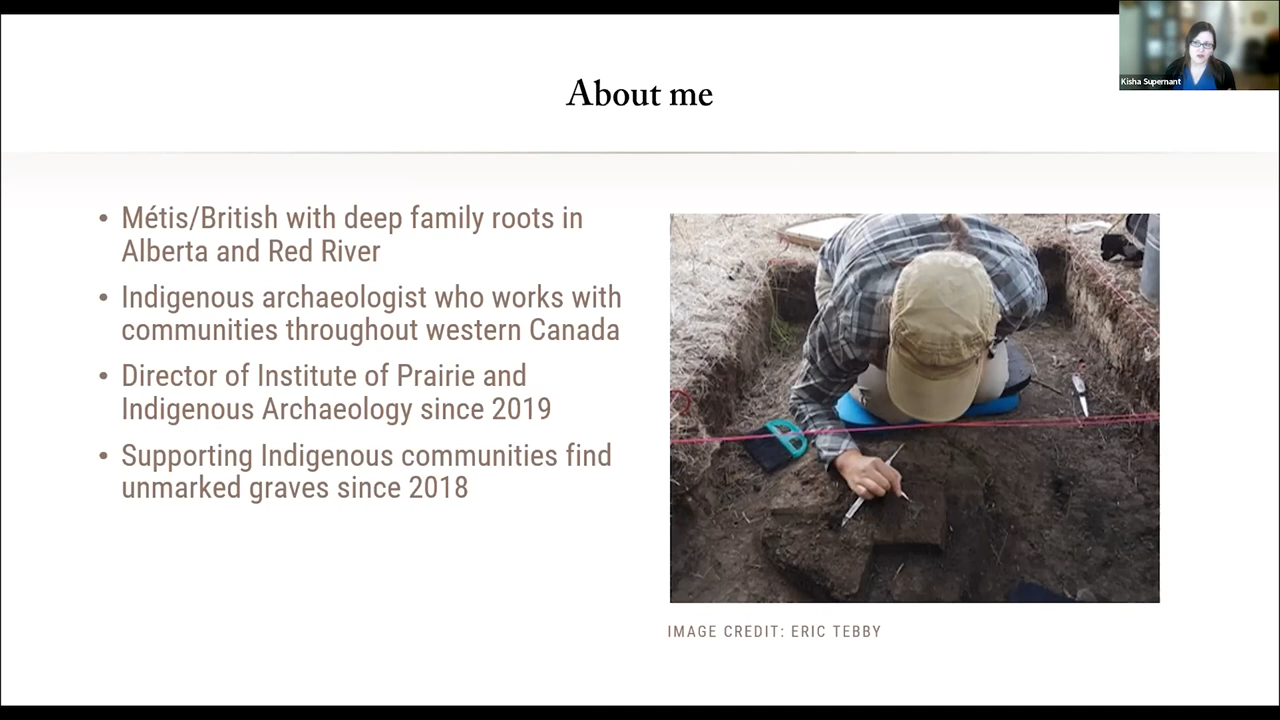 Kisha Supernant
About me
• Métis/British with deep family roots in
Alberta and Red River
• Indigenous archaeologist who works with
communities throughout western Canada
• Director of Institute of Prairie and
Indigenous Archaeology since 2019
• Supporting Indigenous communities find
unmarked graves since 2018
IMAGE CREDIT: ERIC TEBBY